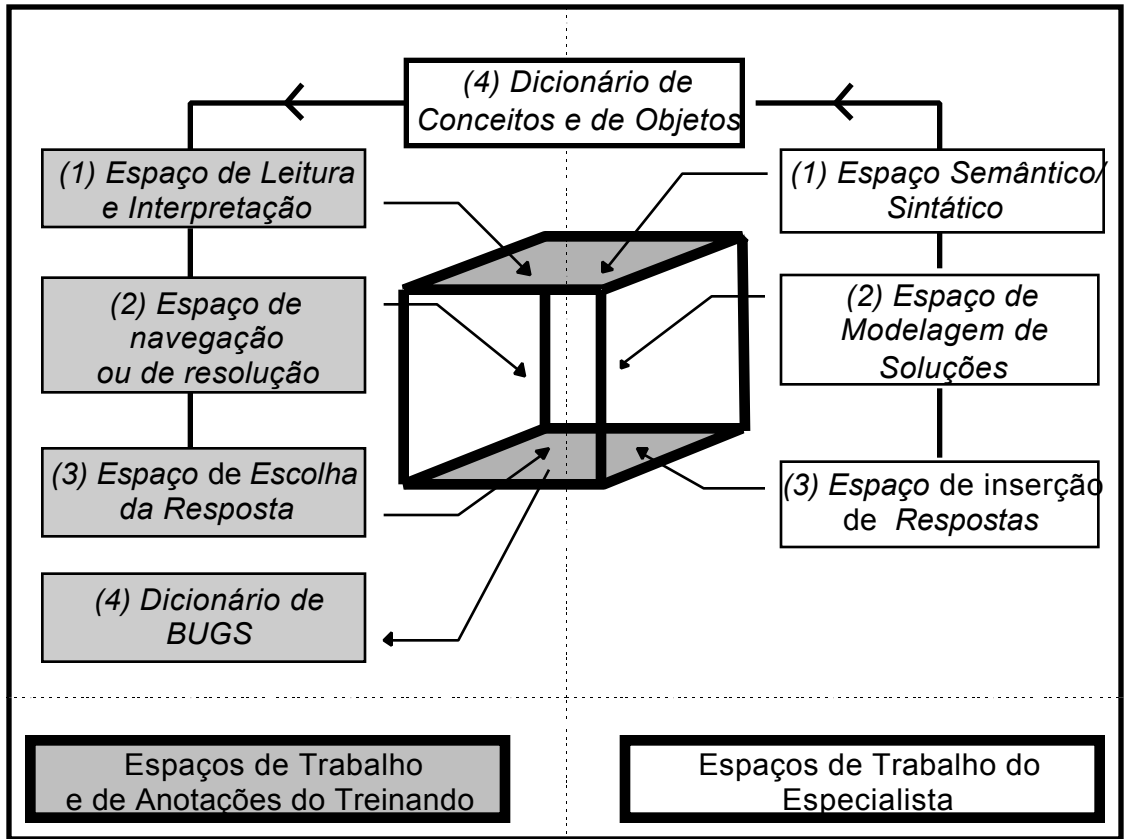 (4) Dicionário de
Conceitos e de Objetos
(1) Espaço de Leitura
e Interpretação
(2) Espaço de
navegação
ou de resolução
(3) Espaço de Escolha
da Resposta
(4) Dicionário de
BUGS
(1) Espaço Semântico/
Sintático
(2) Espaço de
Modelagem de
Soluções
(3) Espaço de inserção
de Respostas
Espaços de Trabalho
e de Anotações do Treinando
Espaços de Trabalho do
Especialista